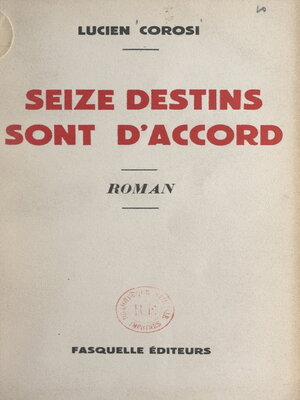 LUCIEN COROSI
SEIZE DESTINS
SONT D'ACCORD
ROMAN
FASQUELLE ÉDITEURS